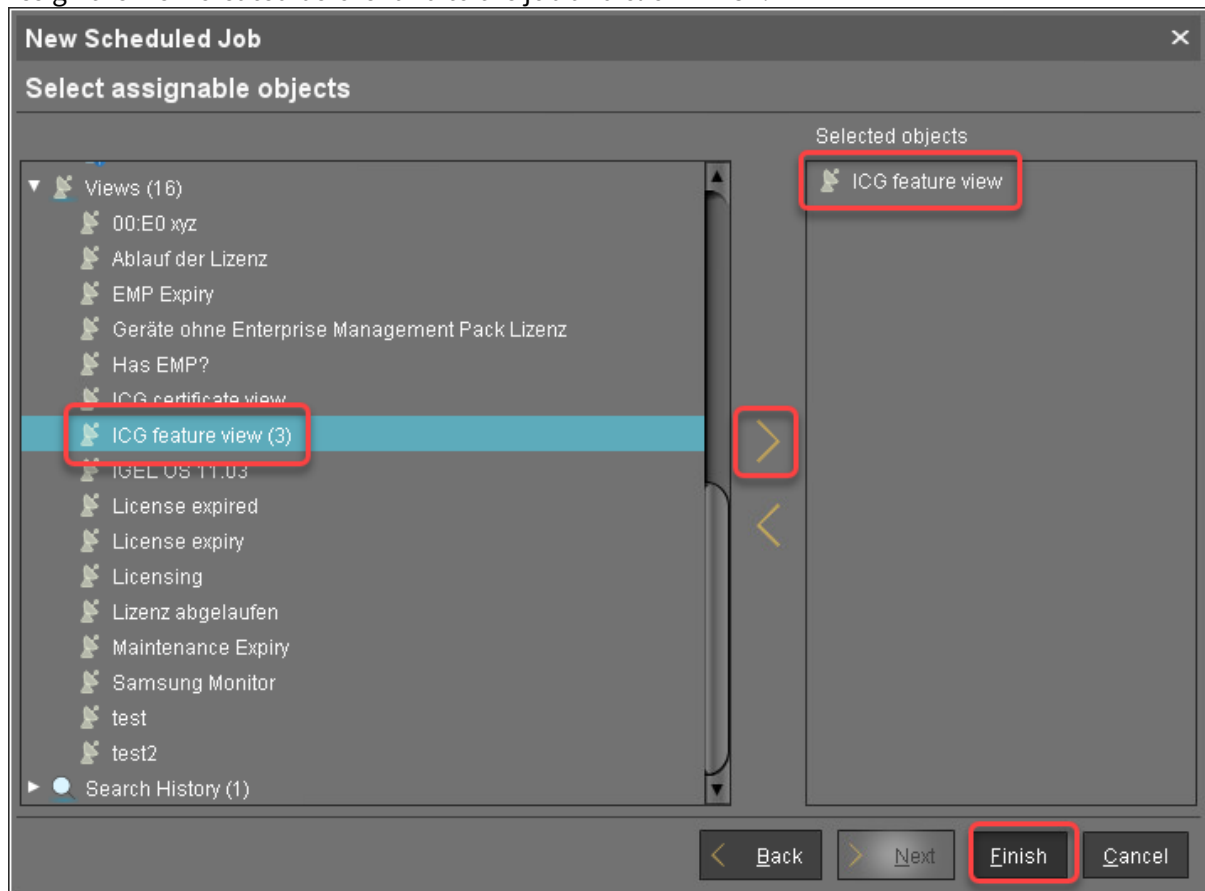 New Scheduled Job
Select assignable objects
Selected objects
Views (16)
00:E0 xyz
Ablauf der Lizenz
EMP Expiry
Geräte ohne Enterprise Management Pack Lizenz
Has EMP?
ICG certificate view
ICG feature view (3)
IGEL OS 11.03
License expired
License expiry
Licensing
Lizenz abgelaufen
Maintenance Expiry
Samsung Monitor
test
test2
Search History (1)
ICG feature view
Back Next Finish Cancel